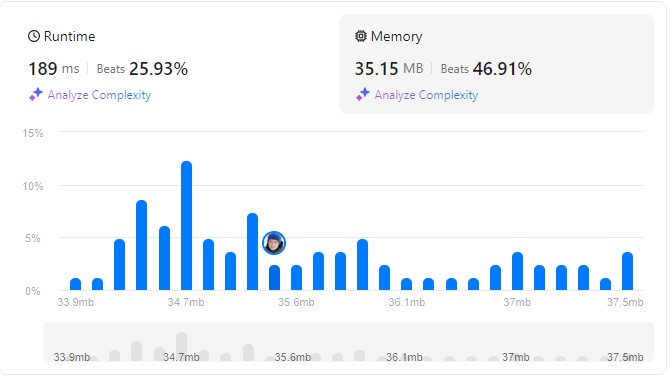 Runtime
189 ms | Beats 25.93%
Analyze Complexity
Memory
35.15 MB | Beats 46.91%
Analyze Complexity
15%
10%
5%
0%
33.9mb 34.7mb 35.6mb 36.1mb 37mb 37.5mb
33.9mb 34.7mb 35.6mb 36.1mb 37mb 37.5mb